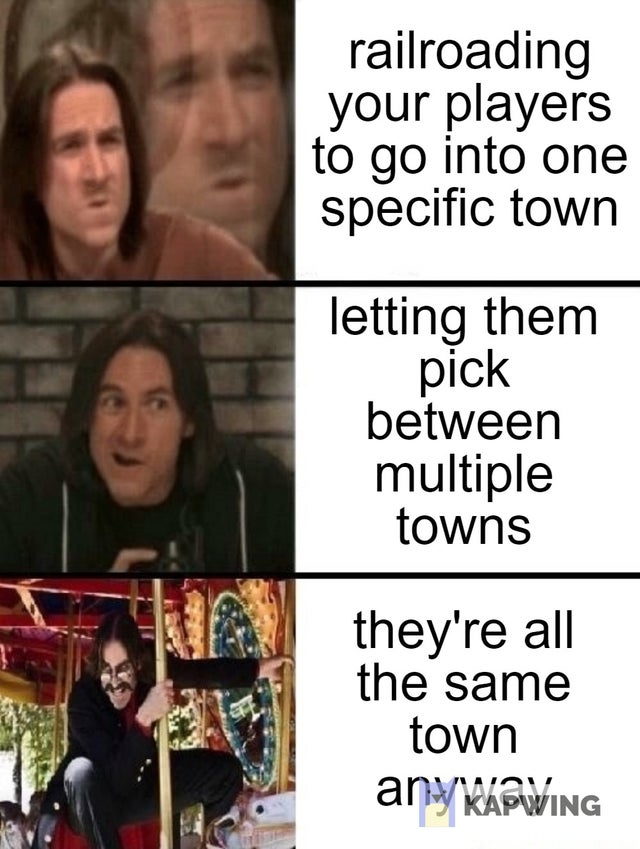 railroading
your players
to go into one
specific town
letting them
pick
between
multiple
towns
they're all
the same
town
anyway
KAPWING